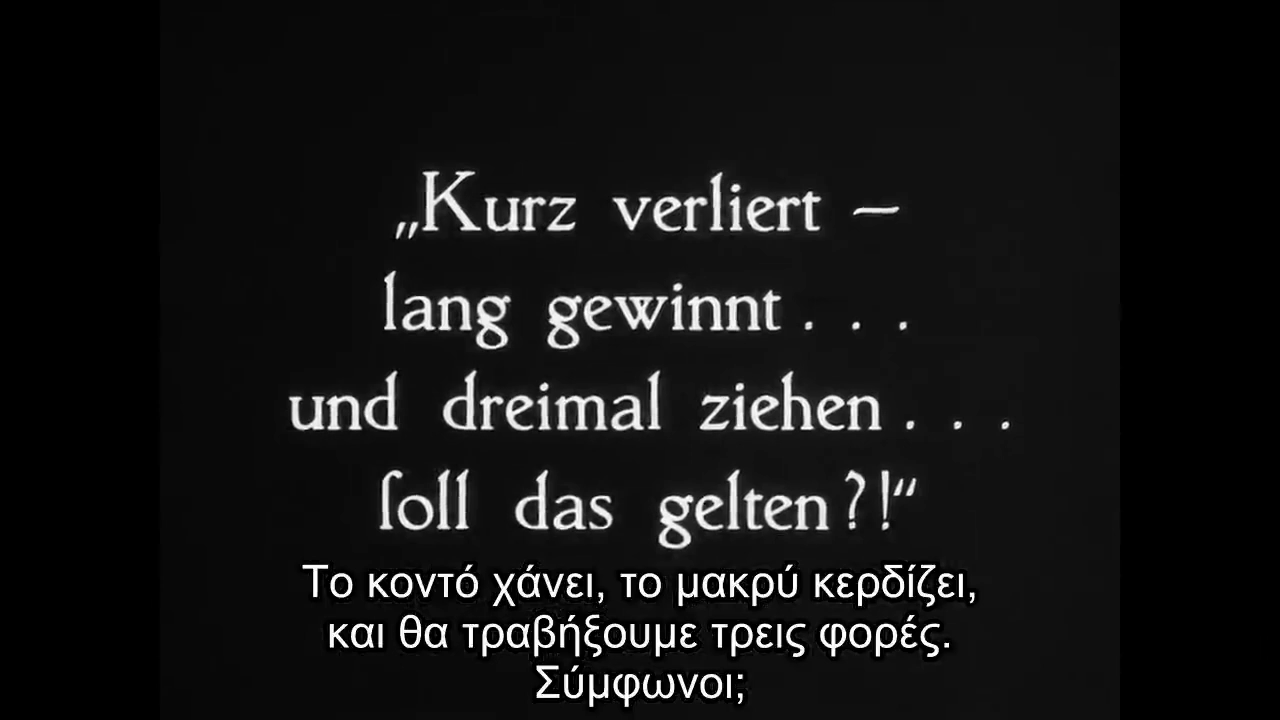 „Kurz verliert —
lang gewinnt . . .
und dreimal ziehen . . .
ſoll das gelten?!“
Το κοντό χάνει, το μακρύ κερδίζει,
και θα τραβήξουμε τρεις φορές.
Σύμφωνοι;